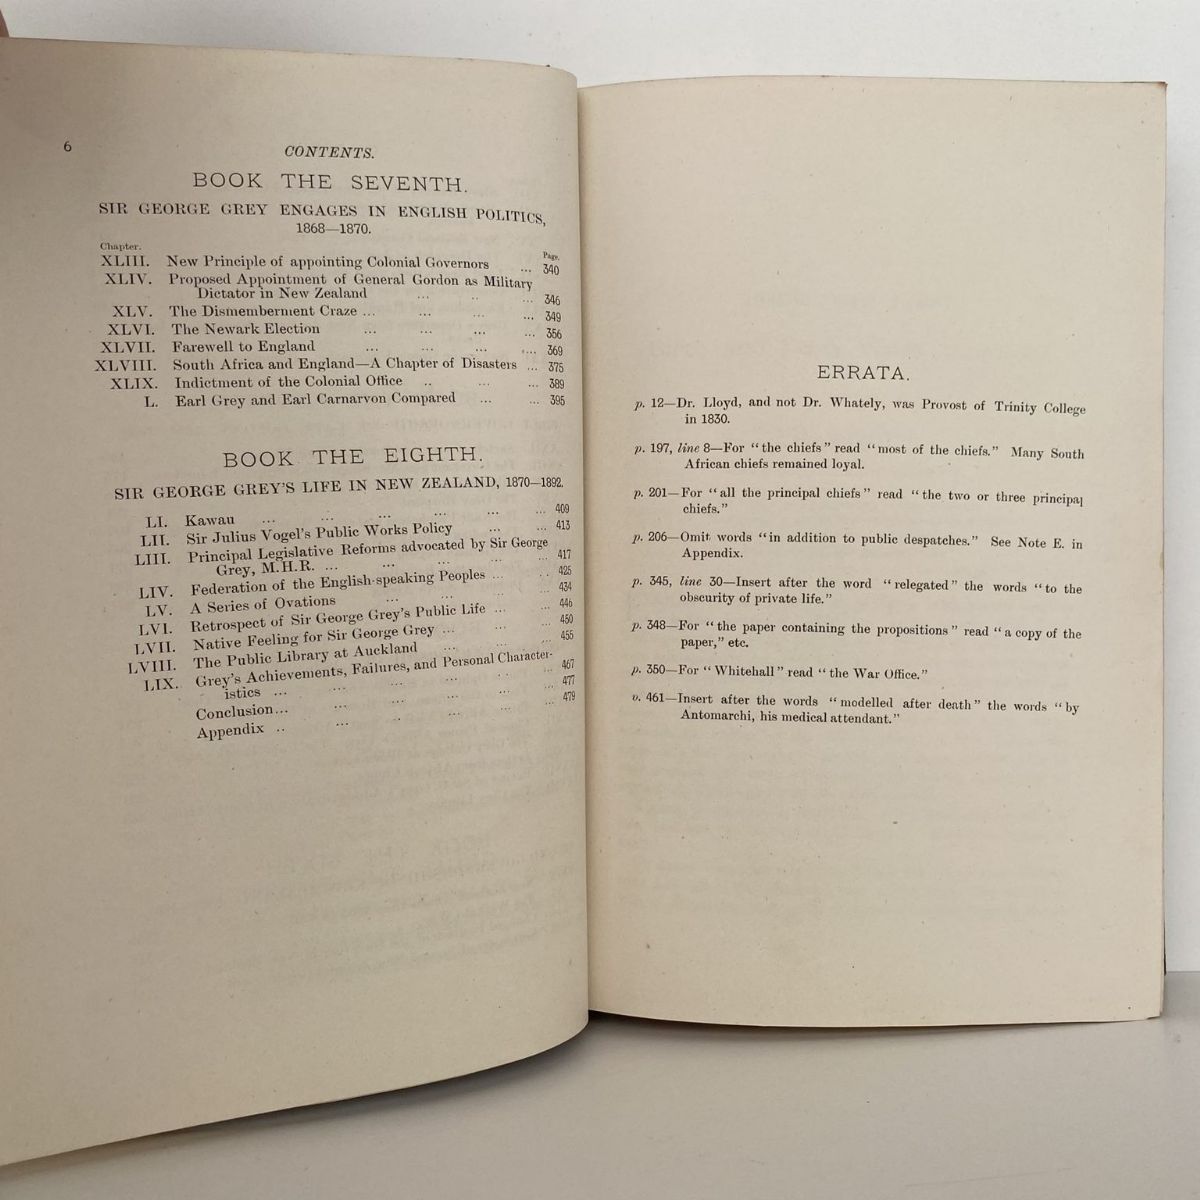 6
CONTENTS.
BOOK THE SEVENTH.
SIR GEORGE GREY ENGAGES IN ENGLISH POLITICS,
1868—1870.
Chapter. Page.
XLIII. New Principle of appointing Colonial Governors ... 340
XLIV. Proposed Appointment of General Gordon as Military
Dictator in New Zealand ... .. ... 346
XLV. The Dismemberment Craze ... ... ... ... 349
XLVI. The Newark Election ... ... ... ... 356
XLVII. Farewell to England ... ... ... .... 369
XLVIII. South Africa and England—A Chapter of Disasters ... 375
XLIX. Indictment of the Colonial Office .. ... ... 389
L. Earl Grey and Earl Carnarvon Compared ... ... 395
BOOK THE EIGHTH.
SIR GEORGE GREY'S LIFE IN NEW ZEALAND, 1870—1892.
LI. Kawau ... ... ... ... ... ... 409
LII. Sir Julius Vogel's Public Works Policy ... ... 413
LIII. Principal Legislative Reforms advocated by Sir George
Grey, M.H.R. ... ... ... ... ... 417
LIV. Federation of the English-speaking Peoples ... .. 425
LV. A Series of Ovations ... ... ... ... 434
LVI. Retrospect of Sir George Grey's Public Life ... ... 446
LVII. Native Feeling for Sir George Grey ... ... ... 450
LVIII. The Public Library at Auckland ... ... ... 455
LIX. Grey's Achievements, Failures, and Personal Character-
istics ... ... ... ... ... 467
Conclusion... ... ... ... ... 477
Appendix .. ... .. ... ... ... 479
ERRATA.
p. 12—Dr. Lloyd, and not Dr. Whately, was Provost of Trinity College
in 1830.
p. 197, line 8—For "the chiefs" read "most of the chiefs." Many South
African chiefs remained loyal.
p. 201—For "all the principal chiefs" read "the two or three principal
chiefs."
p. 206—Omit words "in addition to public despatches." See Note E. in
Appendix.
p. 345, line 30—Insert after the word "relegated" the words "to the
obscurity of private life."
p. 348—For "the paper containing the propositions" read "a copy of the
paper," etc.
p. 350—For "Whitehall" read "the War Office."
p. 461—Insert after the words "modelled after death" the words "by
Antomarchi, his medical attendant."